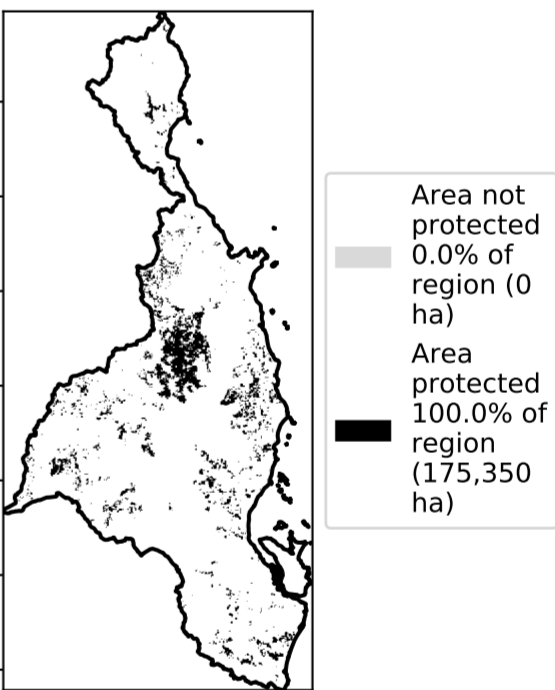 Area not
protected
0.0% of
region (0
ha)
Area
protected
100.0% of
region
(175,350
ha)